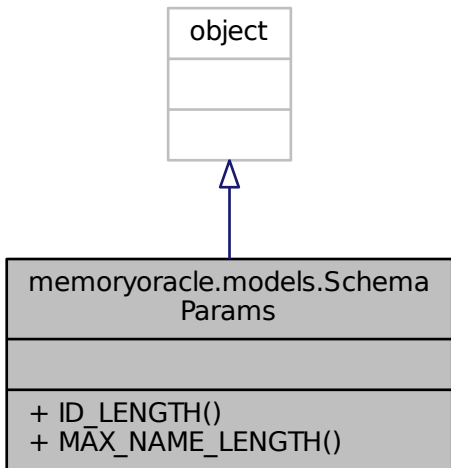 object
memoryoracle.models.Schema
Params
+ ID_LENGTH()
+ MAX_NAME_LENGTH()